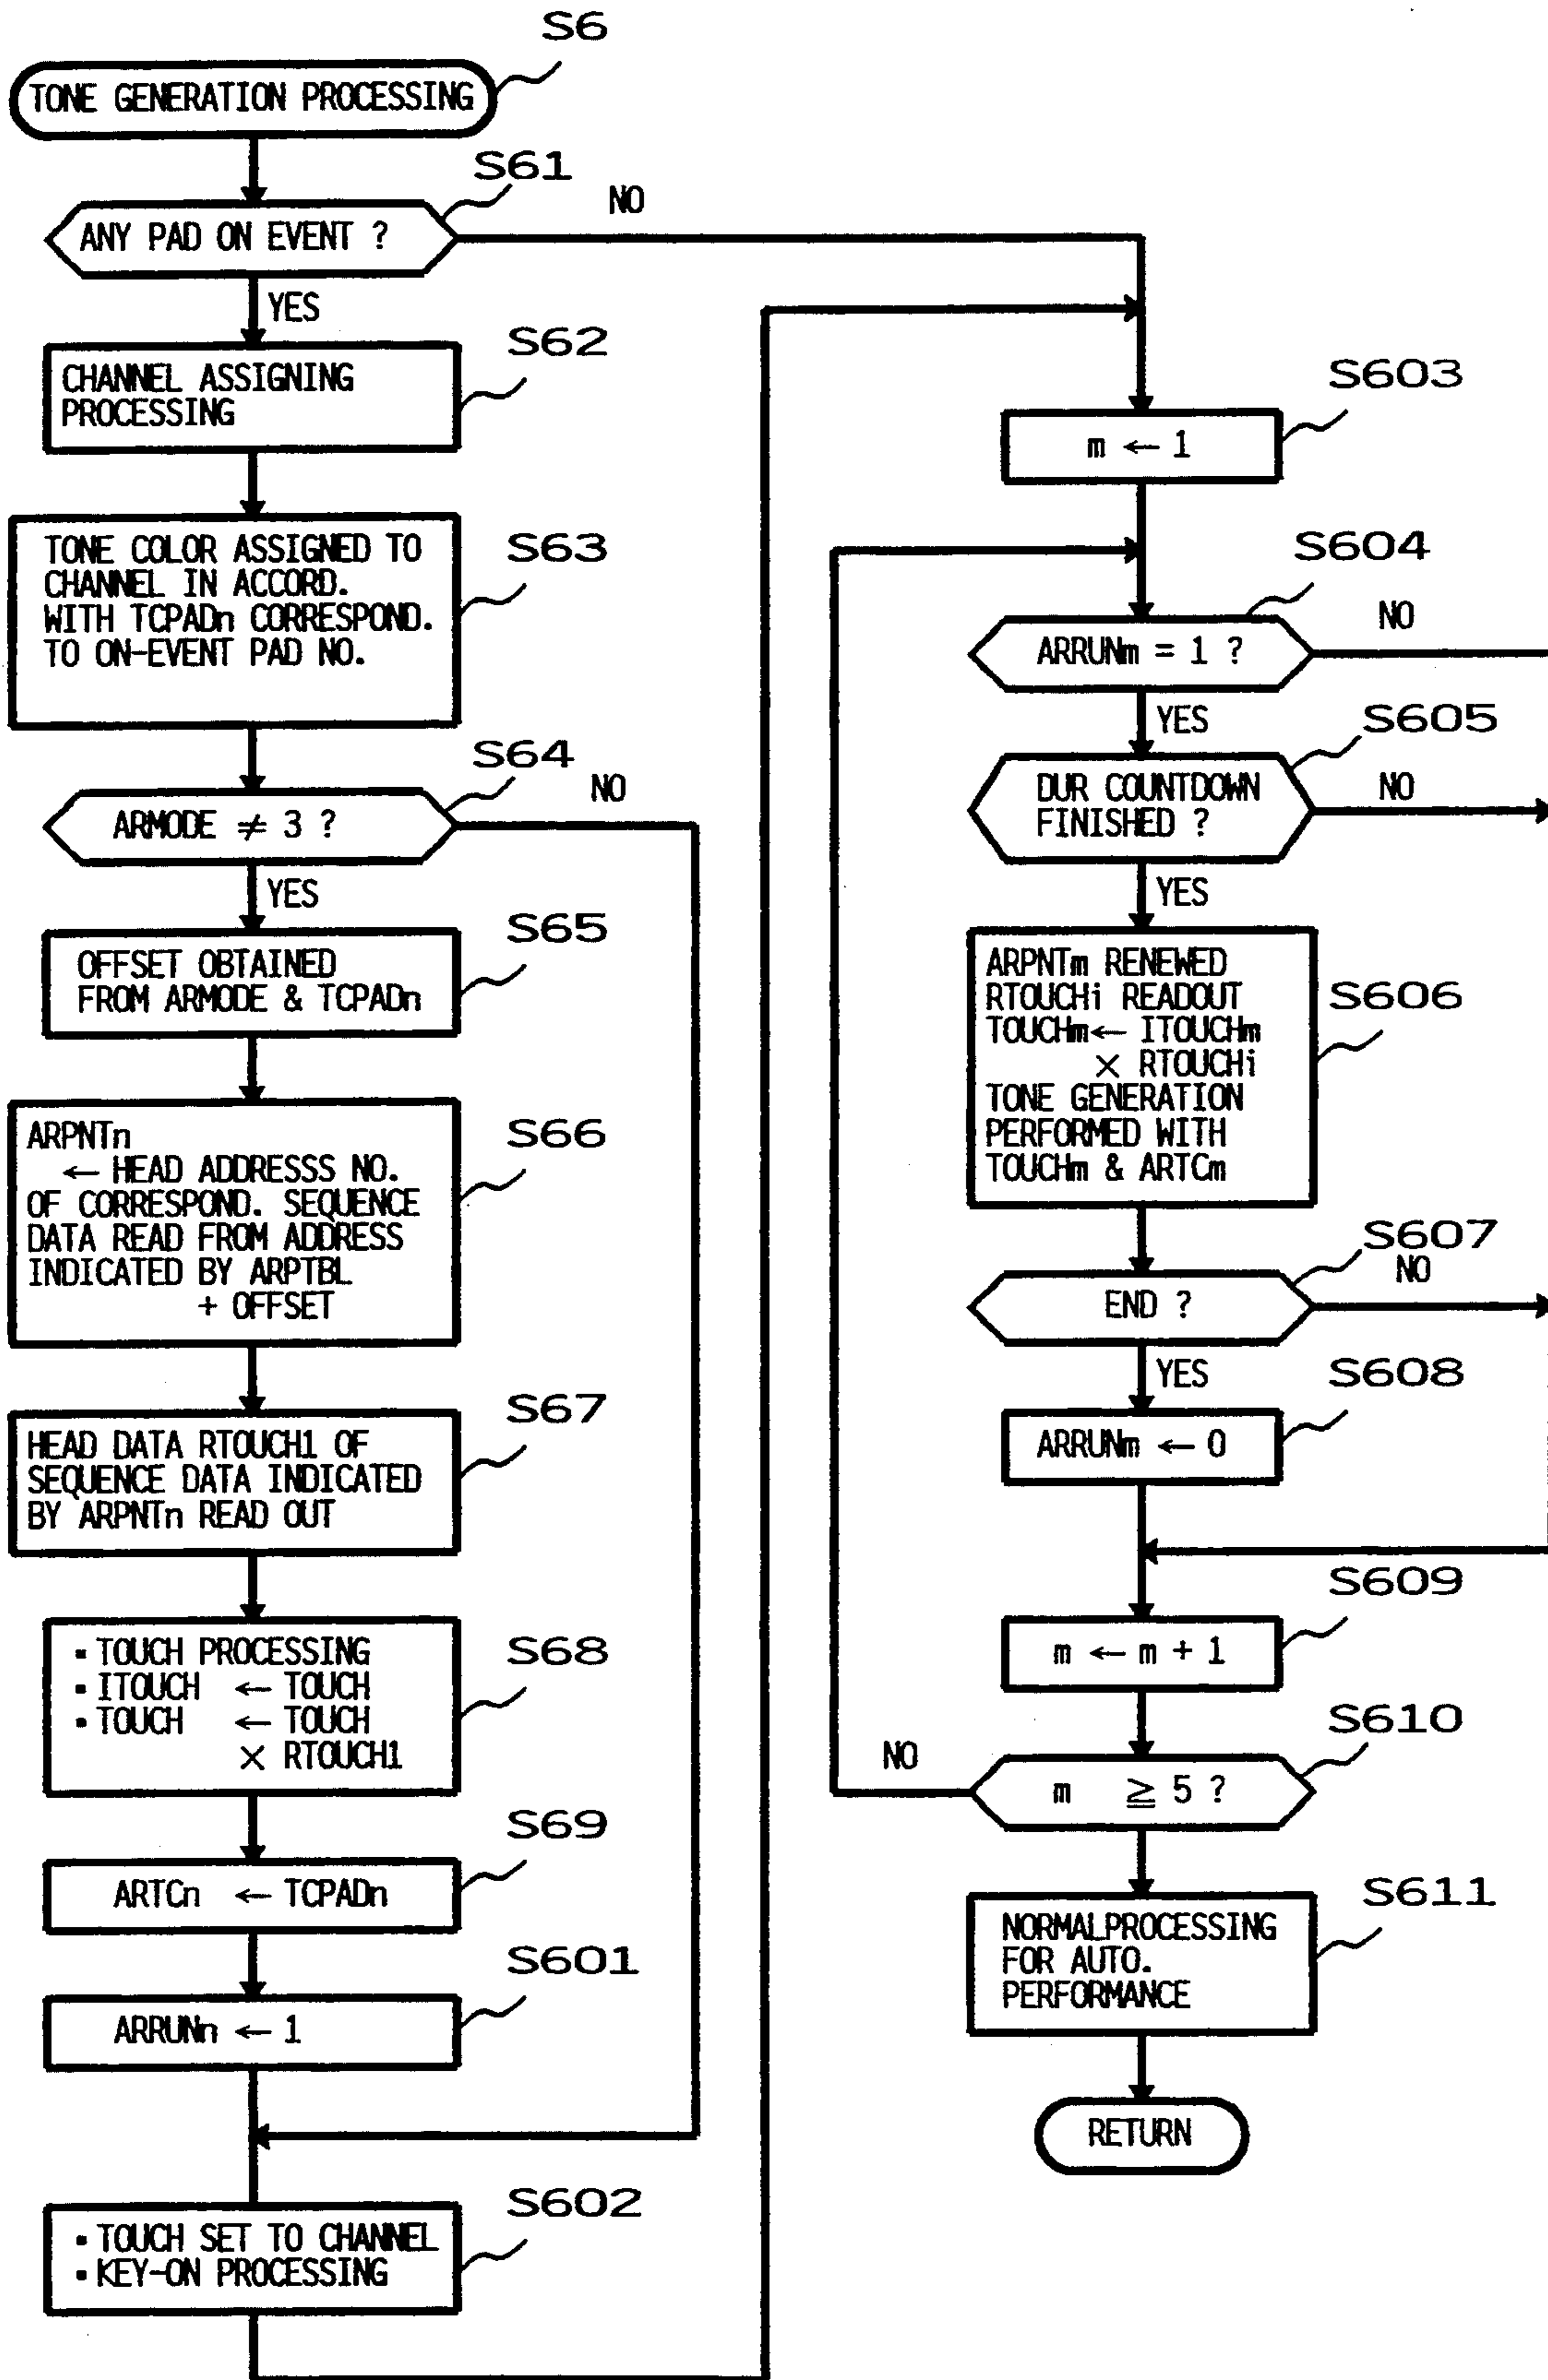 S6
TONE GENERATION PROCESSING
S61
ANY PAD ON EVENT ?
NO
YES
S62
CHANNEL ASSIGNING
PROCESSING
S63
TONE COLOR ASSIGNED TO
CHANNEL IN ACCORD.
WITH TCPADn CORRESPOND.
TO ON-EVENT PAD NO.
S64
ARMODE ≠ 3 ?
NO
YES
S65
OFFSET OBTAINED
FROM ARMODE & TCPADn
S66
ARPNTn
← HEAD ADDRESSS NO.
OF CORRESPOND. SEQUENCE
DATA READ FROM ADDRESS
INDICATED BY ARPTBL
+ OFFSET
S67
HEAD DATA RTOUCH1 OF
SEQUENCE DATA INDICATED
BY ARPNTn READ OUT
S68
▪ TOUCH PROCESSING
▪ ITOUCH ← TOUCH
▪ TOUCH ← TOUCH
× RTOUCH1
S69
ARTCn ← TCPADn
S601
ARRUNn ← 1
S602
▪ TOUCH SET TO CHANNEL
▪ KEY-ON PROCESSING
S603
m ← 1
S604
ARRUNm = 1 ?
NO
YES
S605
DUR COUNTDOWN
FINISHED ?
NO
YES
S606
ARPNTm RENEWED
RTOUCHi READOUT
TOUCHm← ITOUCHm
× RTOUCHi
TONE GENERATION
PERFORMED WITH
TOUCHm & ARTCm
S607
END ?
NO
YES
S608
ARRUNm ← 0
S609
m ← m + 1
S610
m ≧ 5 ?
NO
S611
NORMALPROCESSING
FOR AUTO.
PERFORMANCE
RETURN